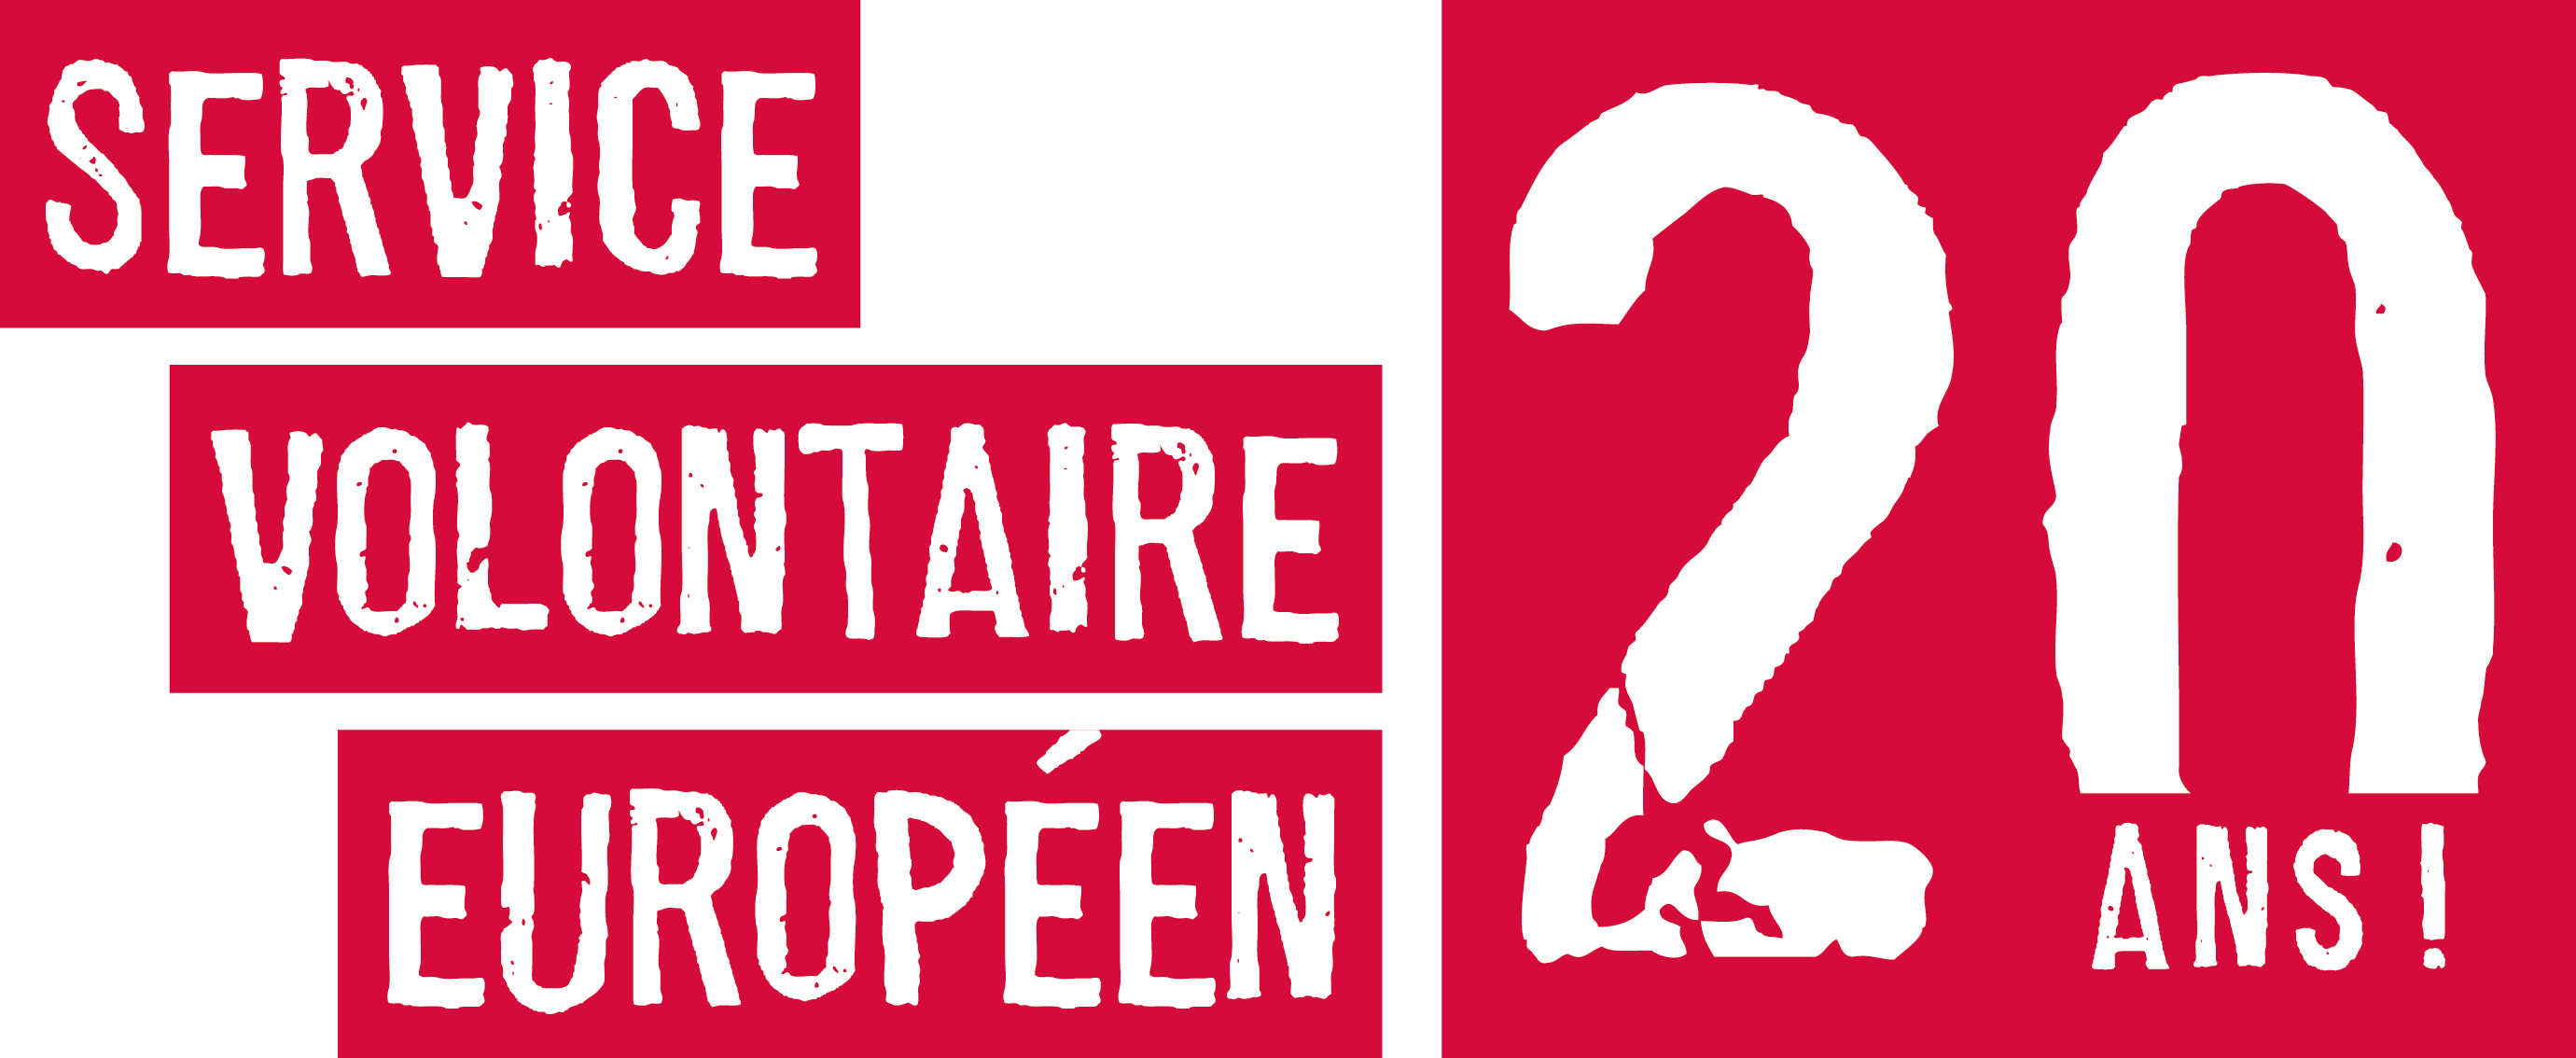 SERVICE
VOLONTAIRE
EUROPÉEN
20
ANS !